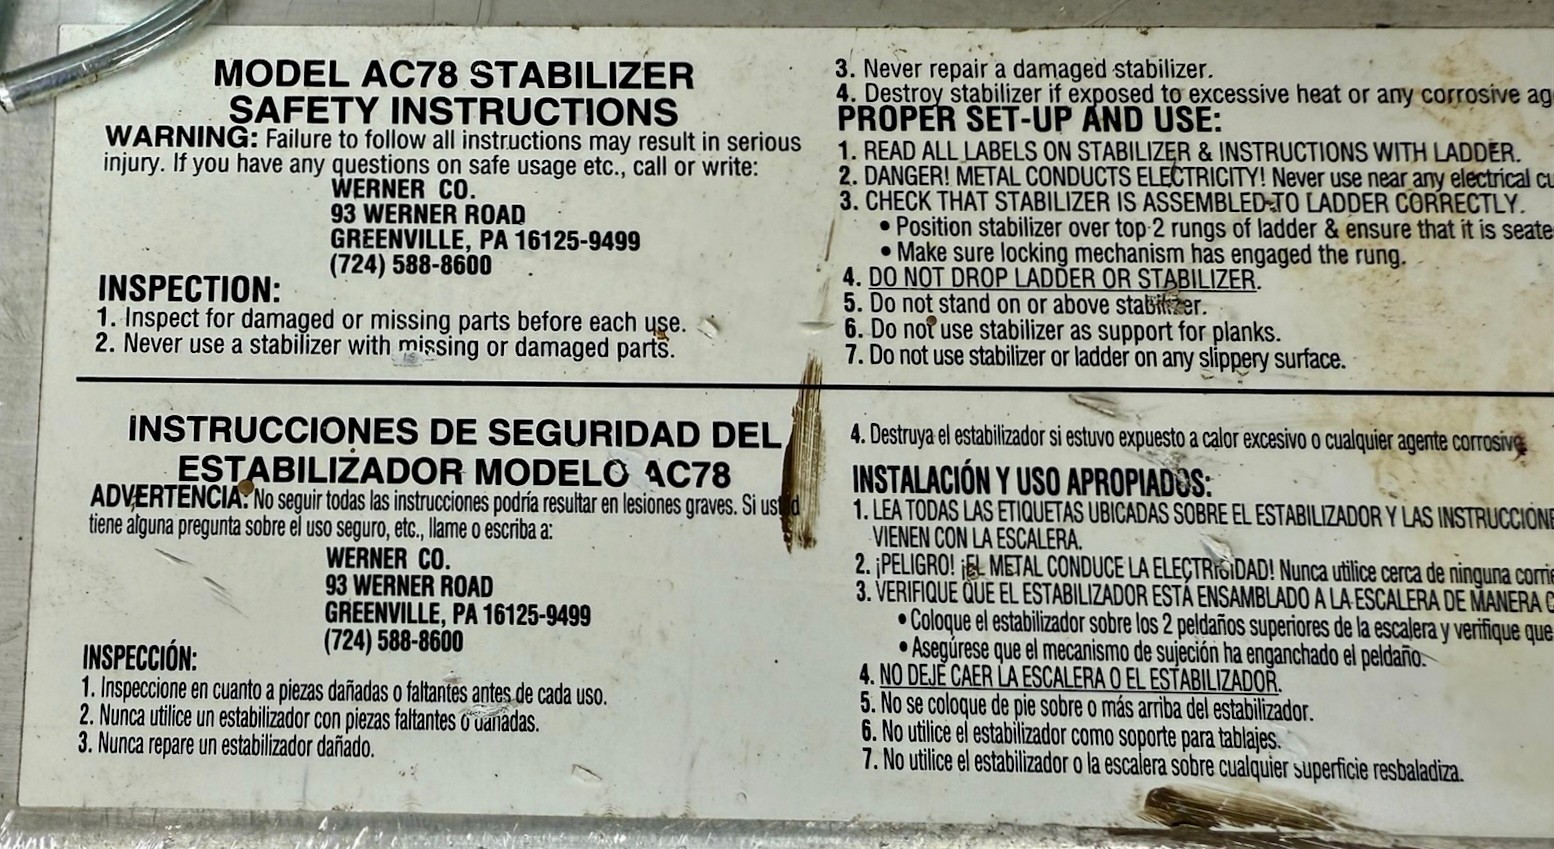 MODEL AC78 STABILIZER
SAFETY INSTRUCTIONS
WARNING: Failure to follow all instructions may result in serious
injury. If you have any questions on safe usage etc., call or write:
WERNER CO.
93 WERNER ROAD
GREENVILLE, PA 16125-9499
(724) 588-8600
INSPECTION:
1. Inspect for damaged or missing parts before each use.
2. Never use a stabilizer with missing or damaged parts.
3. Never repair a damaged stabilizer.
4. Destroy stabilizer if exposed to excessive heat or any corrosive ag
PROPER SET-UP AND USE:
1. READ ALL LABELS ON STABILIZER & INSTRUCTIONS WITH LADDER.
2. DANGER! METAL CONDUCTS ELECTRICITY! Never use near any electrical cu
3. CHECK THAT STABILIZER IS ASSEMBLED TO LADDER CORRECTLY.
• Position stabilizer over top 2 rungs of ladder & ensure that it is seate
• Make sure locking mechanism has engaged the rung.
4. DO NOT DROP LADDER OR STABILIZER.
5. Do not stand on or above stabilizer.
6. Do not use stabilizer as support for planks.
7. Do not use stabilizer or ladder on any slippery surface.
INSTRUCCIONES DE SEGURIDAD DEL
ESTABILIZADOR MODELO AC78
ADVERTENCIA: No seguir todas las instrucciones podría resultar en lesiones graves. Si usted
tiene alguna pregunta sobre el uso seguro, etc., llame o escriba a:
WERNER CO.
93 WERNER ROAD
GREENVILLE, PA 16125-9499
(724) 588-8600
INSPECCIÓN:
1. Inspeccione en cuanto a piezas dañadas o faltantes antes de cada uso.
2. Nunca utilice un estabilizador con piezas faltantes o dañadas.
3. Nunca repare un estabilizador dañado.
4. Destruya el estabilizador si estuvo expuesto a calor excesivo o cualquier agente corrosivo
INSTALACIÓN Y USO APROPIADOS:
1. LEA TODAS LAS ETIQUETAS UBICADAS SOBRE EL ESTABILIZADOR Y LAS INSTRUCCIONE
VIENEN CON LA ESCALERA.
2. ¡PELIGRO! ¡EL METAL CONDUCE LA ELECTRICIDAD! Nunca utilice cerca de ninguna corrie
3. VERIFIQUE QUE EL ESTABILIZADOR ESTÁ ENSAMBLADO A LA ESCALERA DE MANERA C
• Coloque el estabilizador sobre los 2 peldaños superiores de la escalera y verifique que
• Asegúrese que el mecanismo de sujeción ha enganchado el peldaño.
4. NO DEJE CAER LA ESCALERA O EL ESTABILIZADOR.
5. No se coloque de pie sobre o más arriba del estabilizador.
6. No utilice el estabilizador como soporte para tablajes.
7. No utilice el estabilizador o la escalera sobre cualquier superficie resbaladiza.